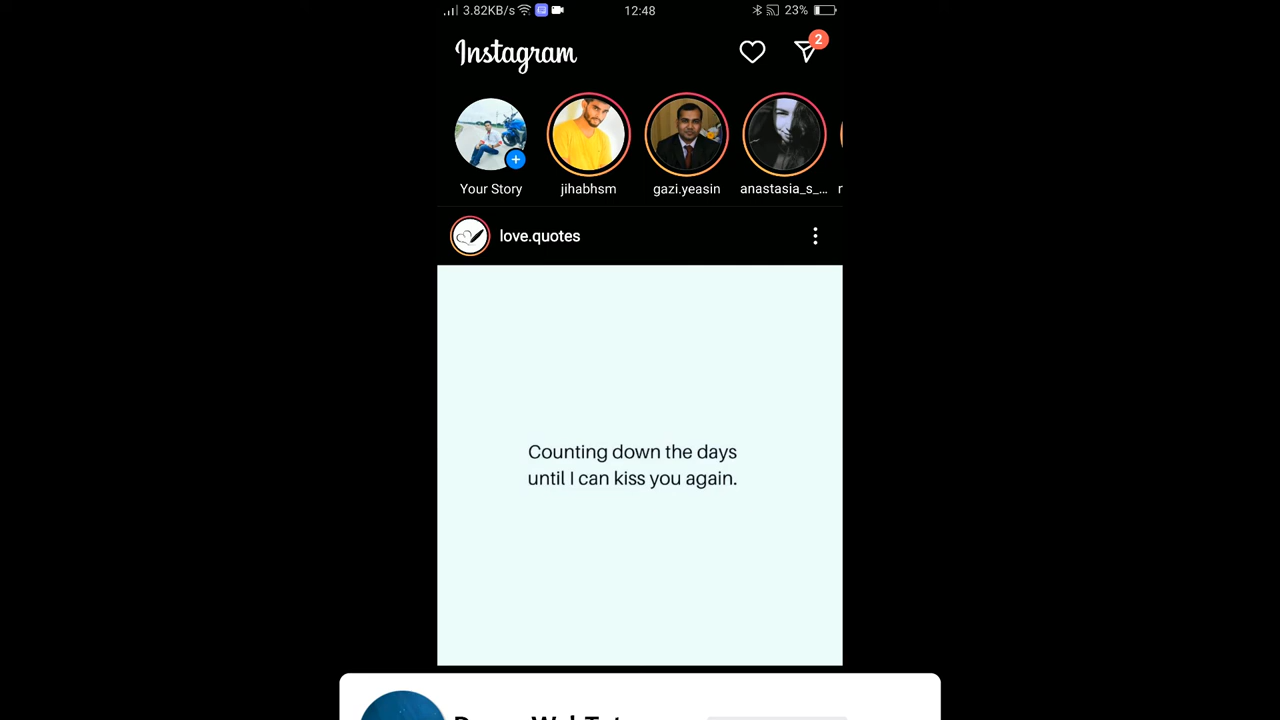 3.82KB/s
12:48
23%
Instagram
2
Your Story
jihabhsm
gazi.yeasin
anastasia_s_...
love.quotes
Counting down the days
until I can kiss you again.